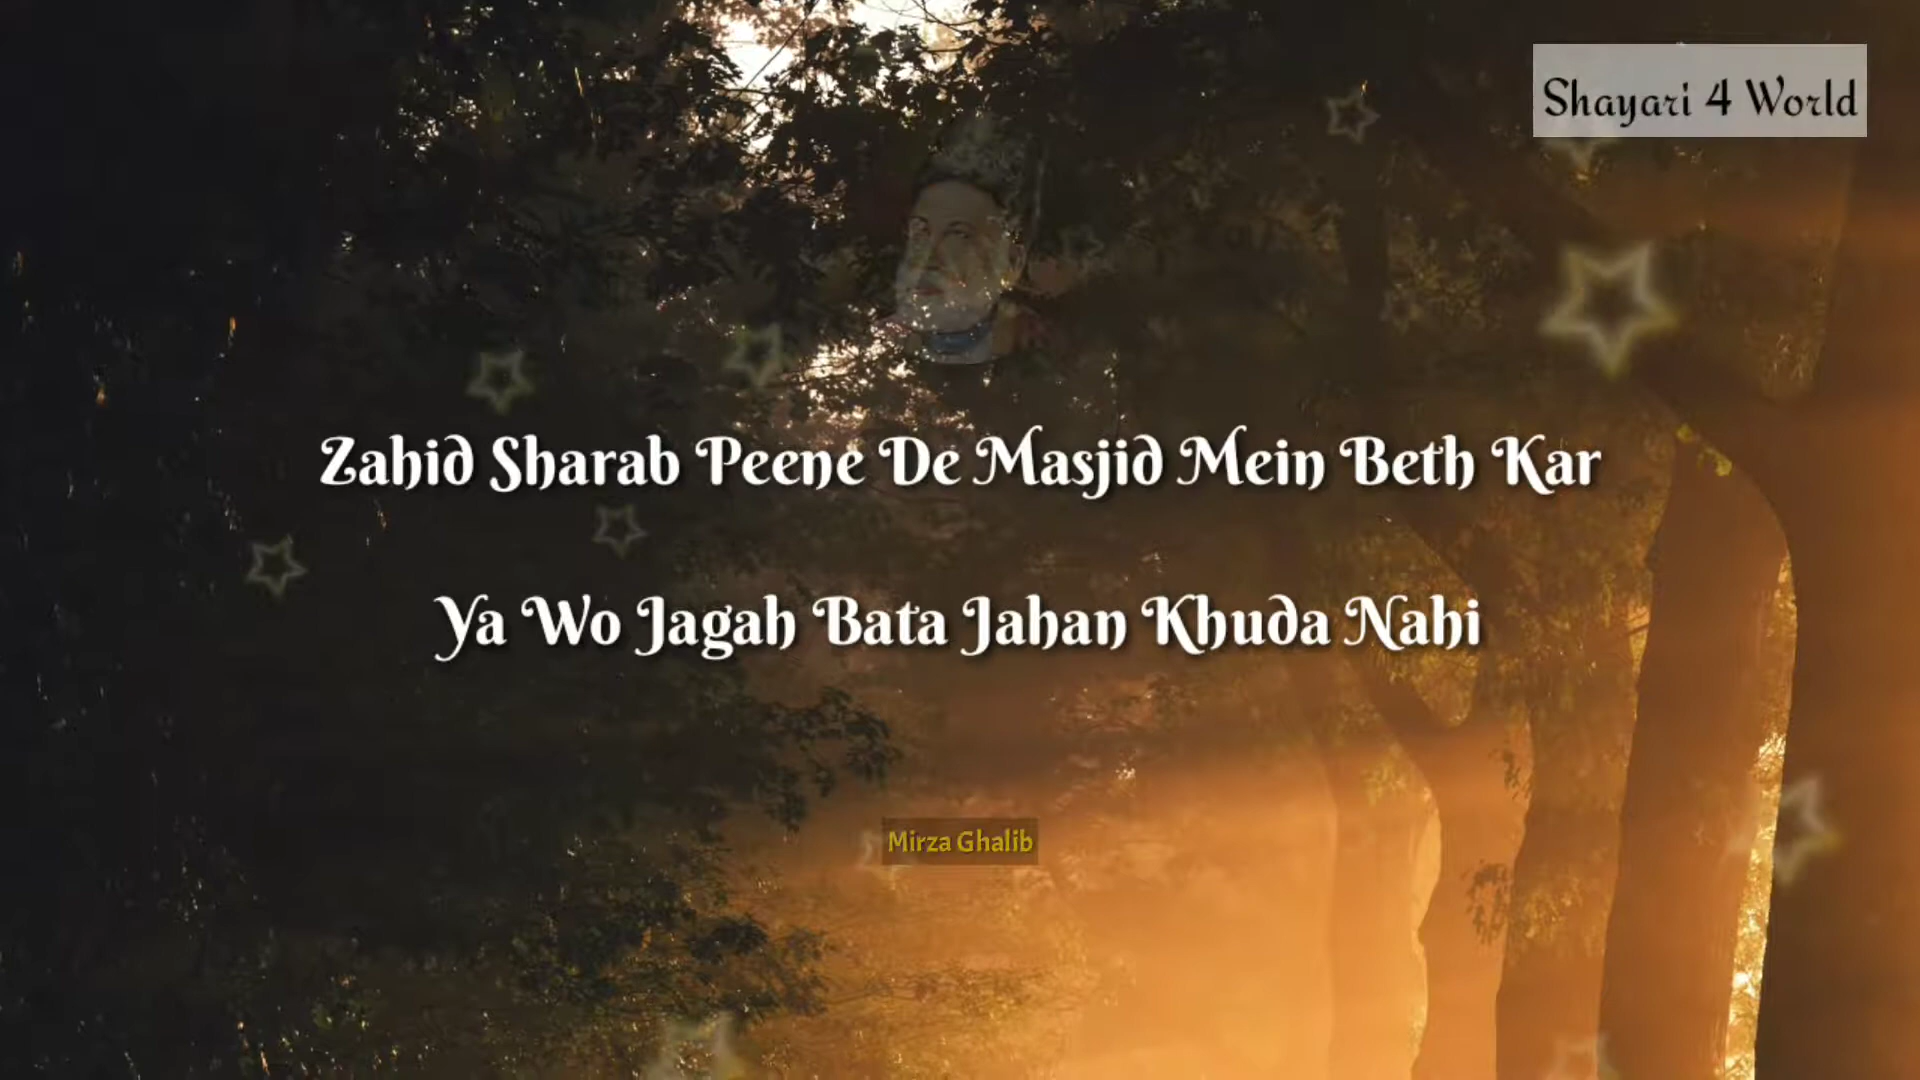 Shayari 4 World
Zahid Sharab Peene De Masjid Mein Beth Kar
Ya Wo Jagah Bata Jahan Khuda Nahi
Mirza Ghalib